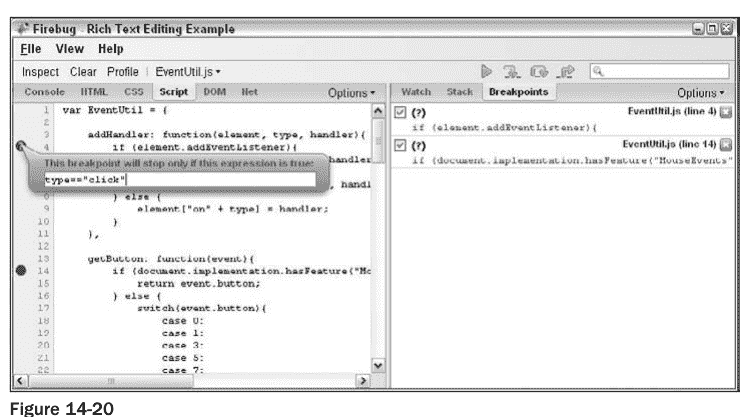 Firebug - Rich Text Editing Example
File View Help
Inspect Clear Profile EventUtil.js
Console HTML CSS Script DOM Net Options
1 var EventUtil = {
2
3 addHandler: function(element, type, handler){
4 if (element.addEventListener){
handler
This breakpoint will stop only if this expression is true:
type=="click"
, handl
8 } else {
9 element["on" + type] = handler;
10 }
11 },
12
13 getButton: function(event){
14 if (document.implementation.hasFeature("Mo
15 return event.button;
16 } else {
17 switch(event.button){
18 case 0:
19 case 1:
20 case 3:
21 case 5:
22 case 7:
Watch Stack Breakpoints Options
(?) EventUtil.js (line 4)
if (element.addEventListener){
(?) EventUtil.js (line 14)
if (document.implementation.hasFeature("MouseEvents"
Figure 14-20